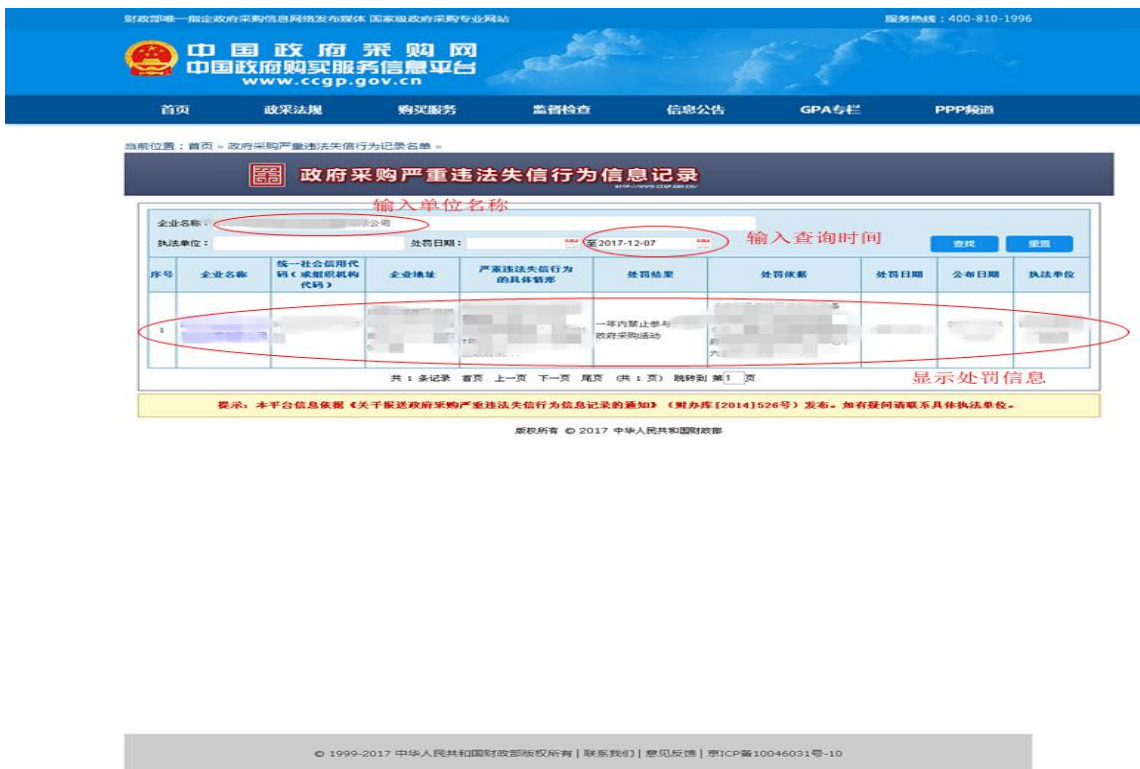 财政部唯一指定政府采购信息网络发布媒体 国家级政府采购专业网站
服务热线：400-810-1996
中国政府采购网
中国政府购买服务信息平台
www.ccgp.gov.cn
首页 政采法规 购买服务 监督检查 信息公告 GPA专栏 PPP频道
当前位置：首页 » 政府采购严重违法失信行为记录名单 »
政府采购严重违法失信行为信息记录
输入单位名称
企业名称： 公司
执法单位： 处罚日期： 至2017-12-07
输入查询时间
查找 重置
序号 企业名称 统一社会信用代码（或组织机构代码） 企业地址 严重违法失信行为的具体情形 处罚结果 处罚依据 处罚日期 公布日期 执法单位
1 一年内禁止参与政府采购活动
共 1 条记录 首页 上一页 下一页 尾页 （共 1 页） 跳转到 第1 页
显示处罚信息
提示：本平台信息依据《关于报送政府采购严重违法失信行为信息记录的通知》（财办库[2014]526号）发布。如有疑问请联系具体执法单位。
版权所有 © 2017 中华人民共和国财政部
© 1999-2017 中华人民共和国财政部版权所有 | 联系我们 | 意见反馈 | 京ICP备10046031号-10